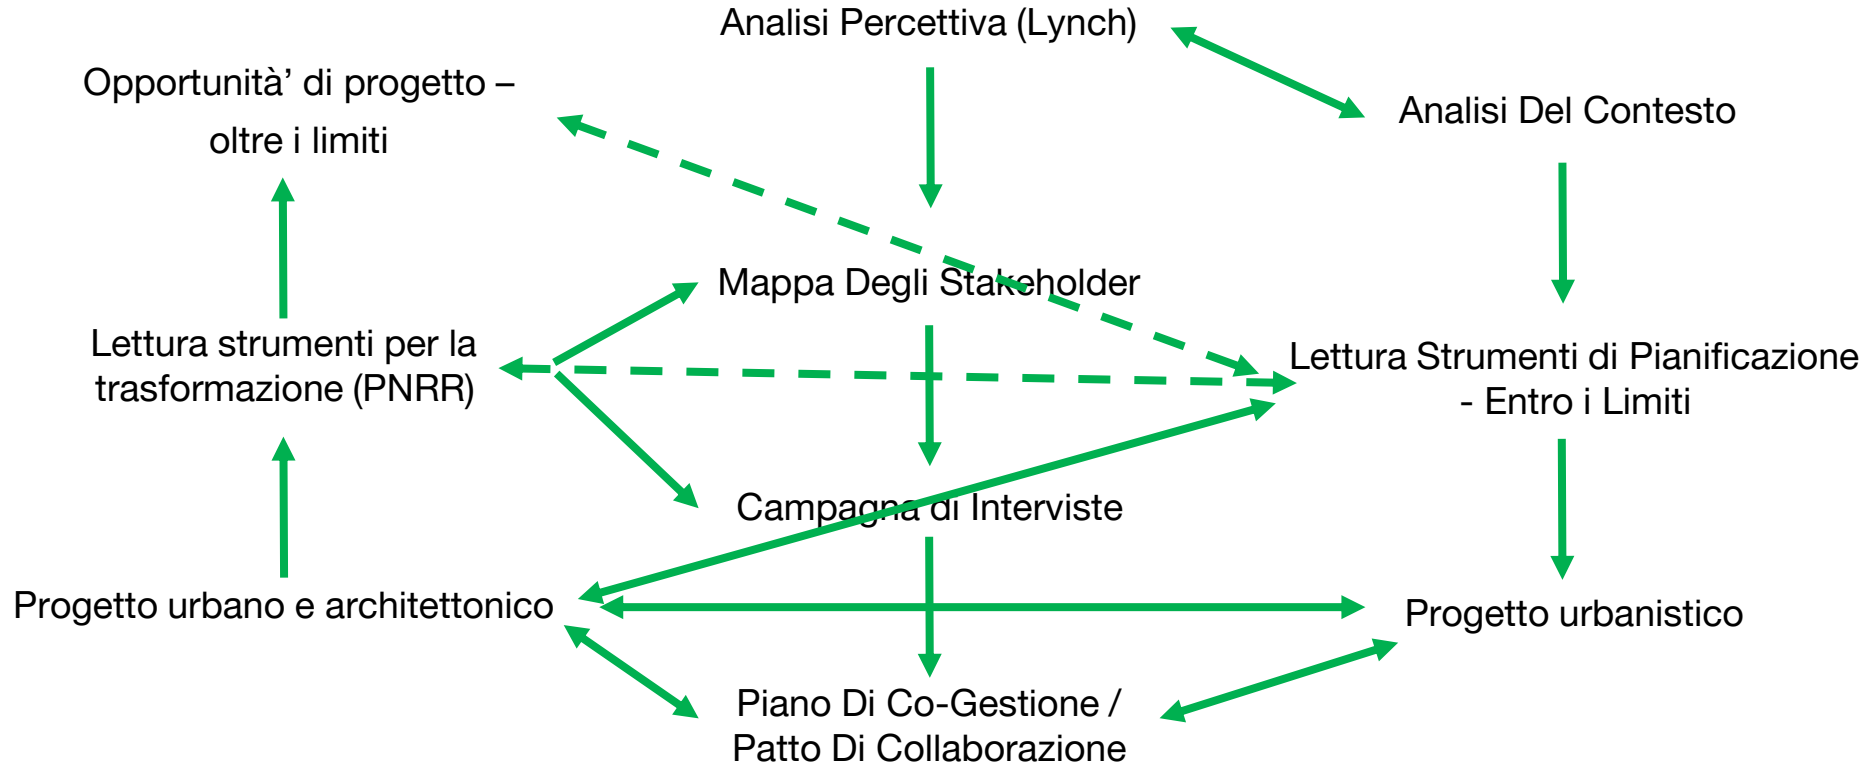 Analisi Percettiva (Lynch)
Opportunità’ di progetto –
oltre i limiti
Analisi Del Contesto
Mappa Degli Stakeholder
Lettura strumenti per la
trasformazione (PNRR)
Lettura Strumenti di Pianificazione
- Entro i Limiti
Campagna di Interviste
Progetto urbano e architettonico
Progetto urbanistico
Piano Di Co-Gestione /
Patto Di Collaborazione